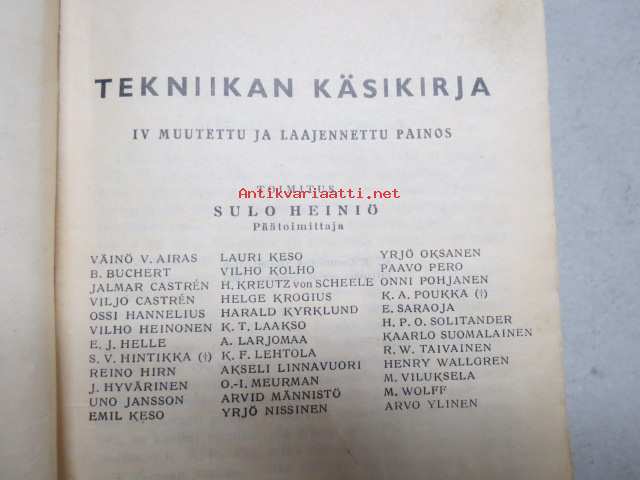 TEKNIIKAN KÄSIKIRJA
IV MUUTETTU JA LAAJENNETTU PAINOS
TOIMITUS
Antikvariaatti.net
SULO HEINIÖ
Päätoimittaja
VÄINÖ V. AIRAS
B. BUCHERT
JALMAR CASTRÉN
VILJO CASTRÉN
OSSI HANNELIUS
VILHO HEINONEN
E. J. HELLE
S. V. HINTIKKA (†)
REINO HIRN
J. HYVÄRINEN
UNO JANSSON
EMIL KESO
LAURI KESO
VILHO KOLHO
H. KREUTZ von SCHEELE
HELGE KROGIUS
HARALD KYRKLUND
K. T. LAAKSO
A. LARJOMAA
K. F. LEHTOLA
AKSELI LINNAVUORI
O.-I. MEURMAN
ARVID MÄNNISTÖ
YRJÖ NISSINEN
YRJÖ OKSANEN
PAAVO PERO
ONNI POHJANEN
K. A. POUKKA (†)
E. SARAOJA
H. P. O. SOLITANDER
KAARLO SUOMALAINEN
R. W. TAIVAINEN
HENRY WALLGREN
M. VILUKSELA
M. WOLFF
ARVO YLINEN